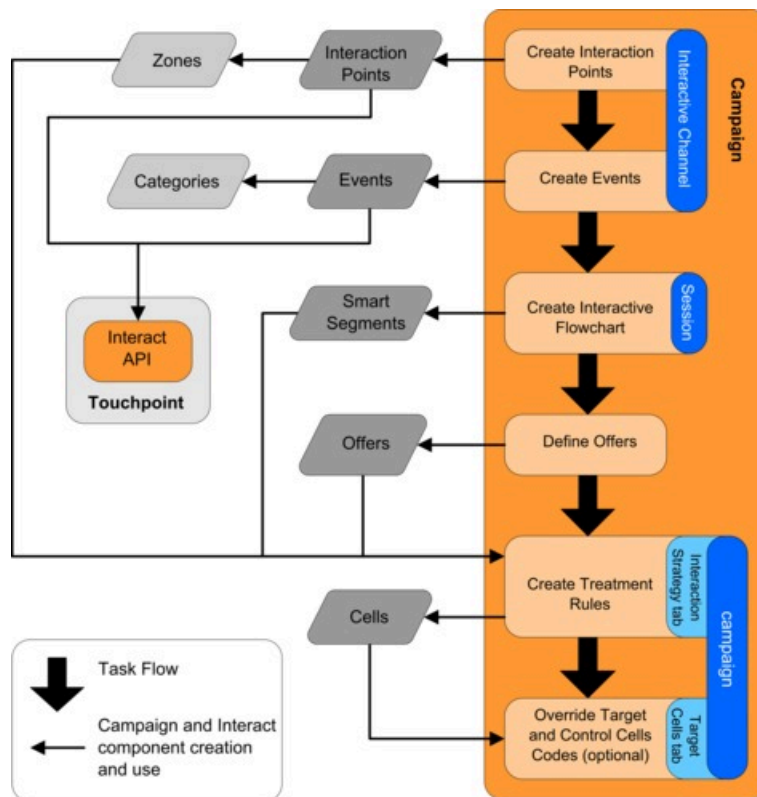 Zones
Interaction
Points
Create Interaction
Points
Interactive Channel
Campaign
Categories
Events
Create Events
Smart
Segments
Create Interactive
Flowchart
Session
Interact
API
Touchpoint
Offers
Define Offers
Create Treatment
Rules
Interaction
Strategy tab
campaign
Cells
Override Target
and Control Cells
Codes (optional)
Target
Cells tab
Task Flow
Campaign and Interact
component creation
and use